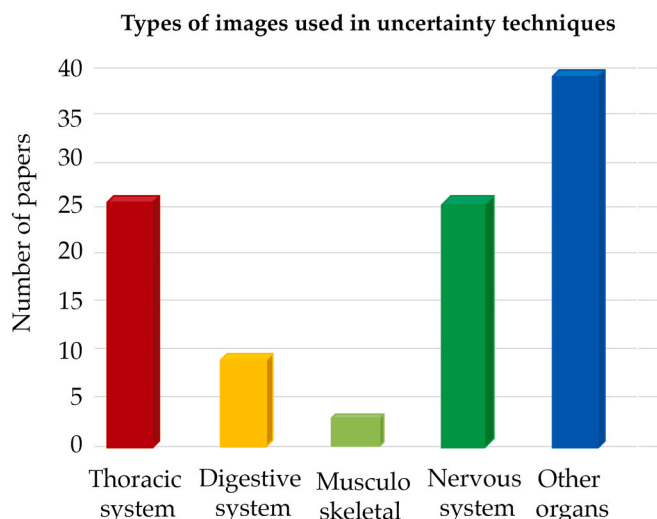 Types of images used in uncertainty techniques
Number of papers
40
35
30
25
20
15
10
5
0
Thoracic system
Digestive system
Musculo skeletal
Nervous system
Other organs